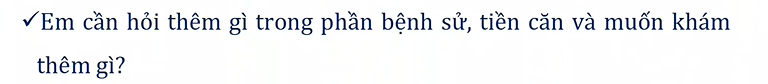 ✓Em cần hỏi thêm gì trong phần bệnh sử, tiền căn và muốn khám
thêm gì?